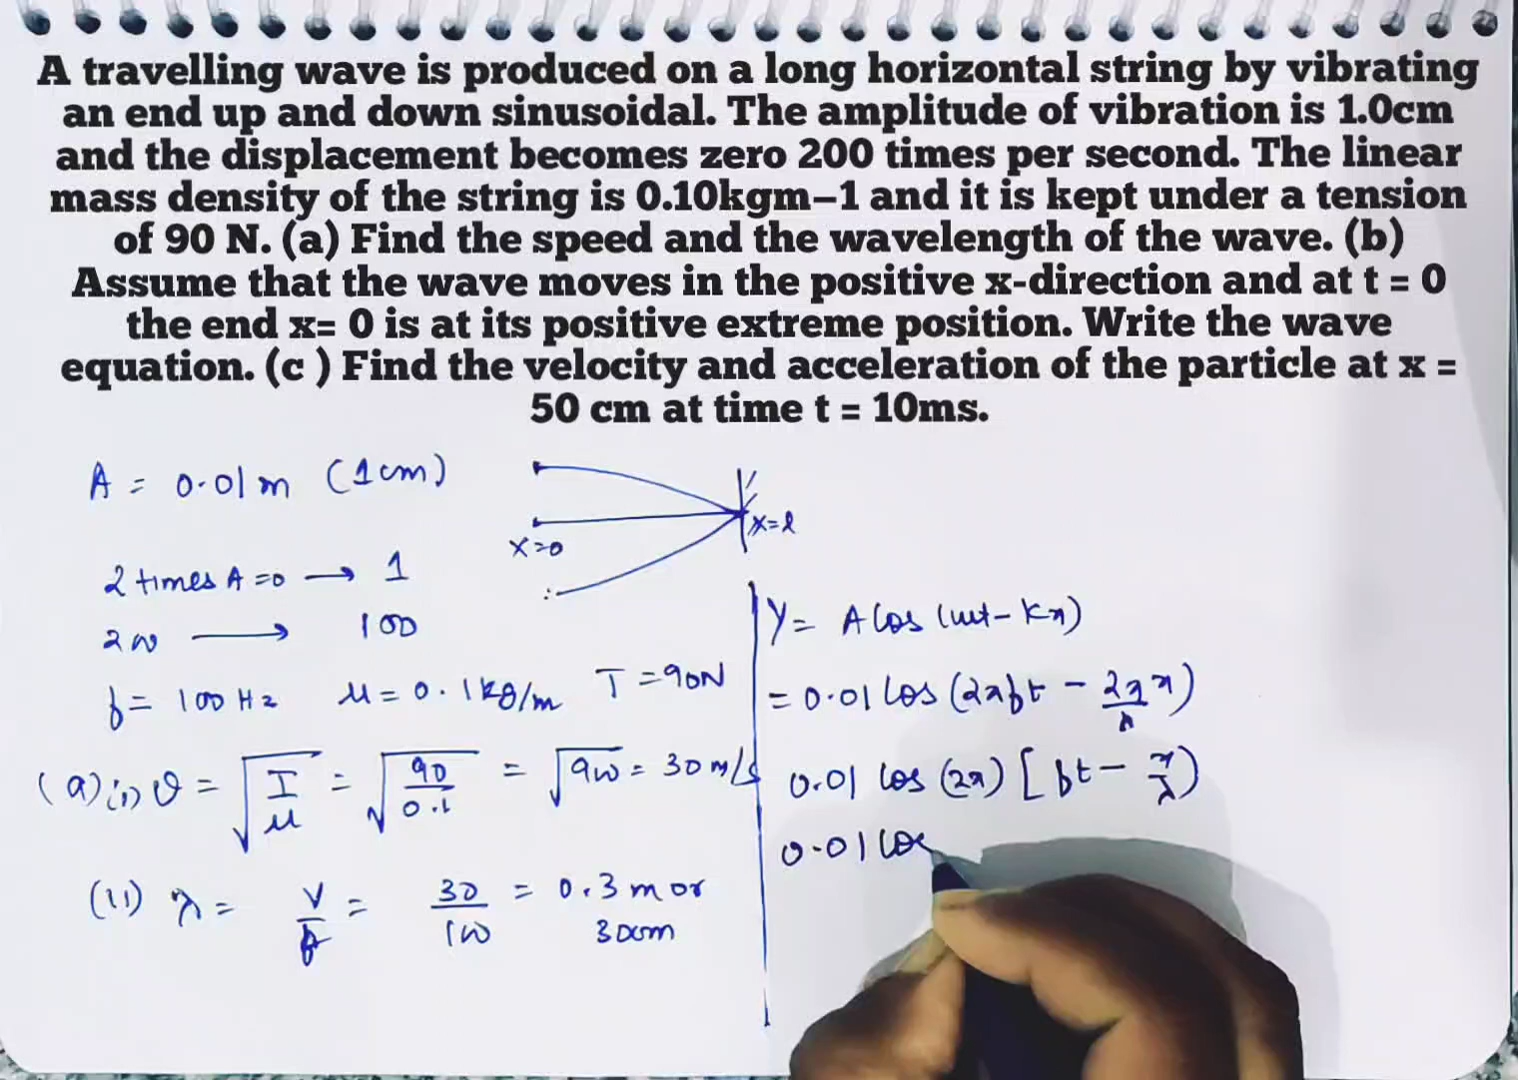 A travelling wave is produced on a long horizontal string by vibrating
an end up and down sinusoidal. The amplitude of vibration is 1.0cm
and the displacement becomes zero 200 times per second. The linear
mass density of the string is 0.10kgm–1 and it is kept under a tension
of 90 N. (a) Find the speed and the wavelength of the wave. (b)
Assume that the wave moves in the positive x-direction and at t = 0
the end x= 0 is at its positive extreme position. Write the wave
equation. (c ) Find the velocity and acceleration of the particle at x =
50 cm at time t = 10ms.
A = 0.01m (1cm)
x=0
x=l
2 times A=0 → 1
200 → 100
f = 100 Hz μ = 0.1kg/m T = 90N
(a) (i) v = √T/μ = √90/0.1 = √900 = 30 m/s
(ii) λ = v/f = 30/100 = 0.3 m or
30cm
Y = A cos (ωt - kx)
= 0.01 cos (2πft - 2πx/λ)
0.01 cos (2π) [ft - x/λ)
0.01 cos